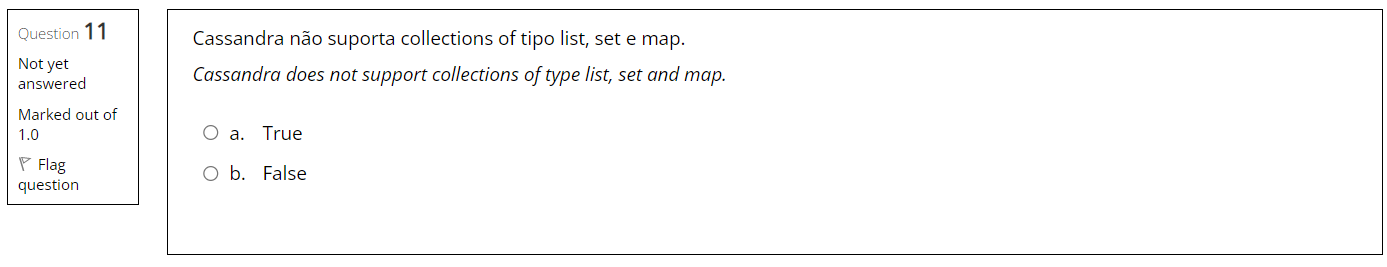 Question 11
Not yet
answered
Marked out of
1.0
Flag
question
Cassandra não suporta collections of tipo list, set e map.
Cassandra does not support collections of type list, set and map.
a. True
b. False